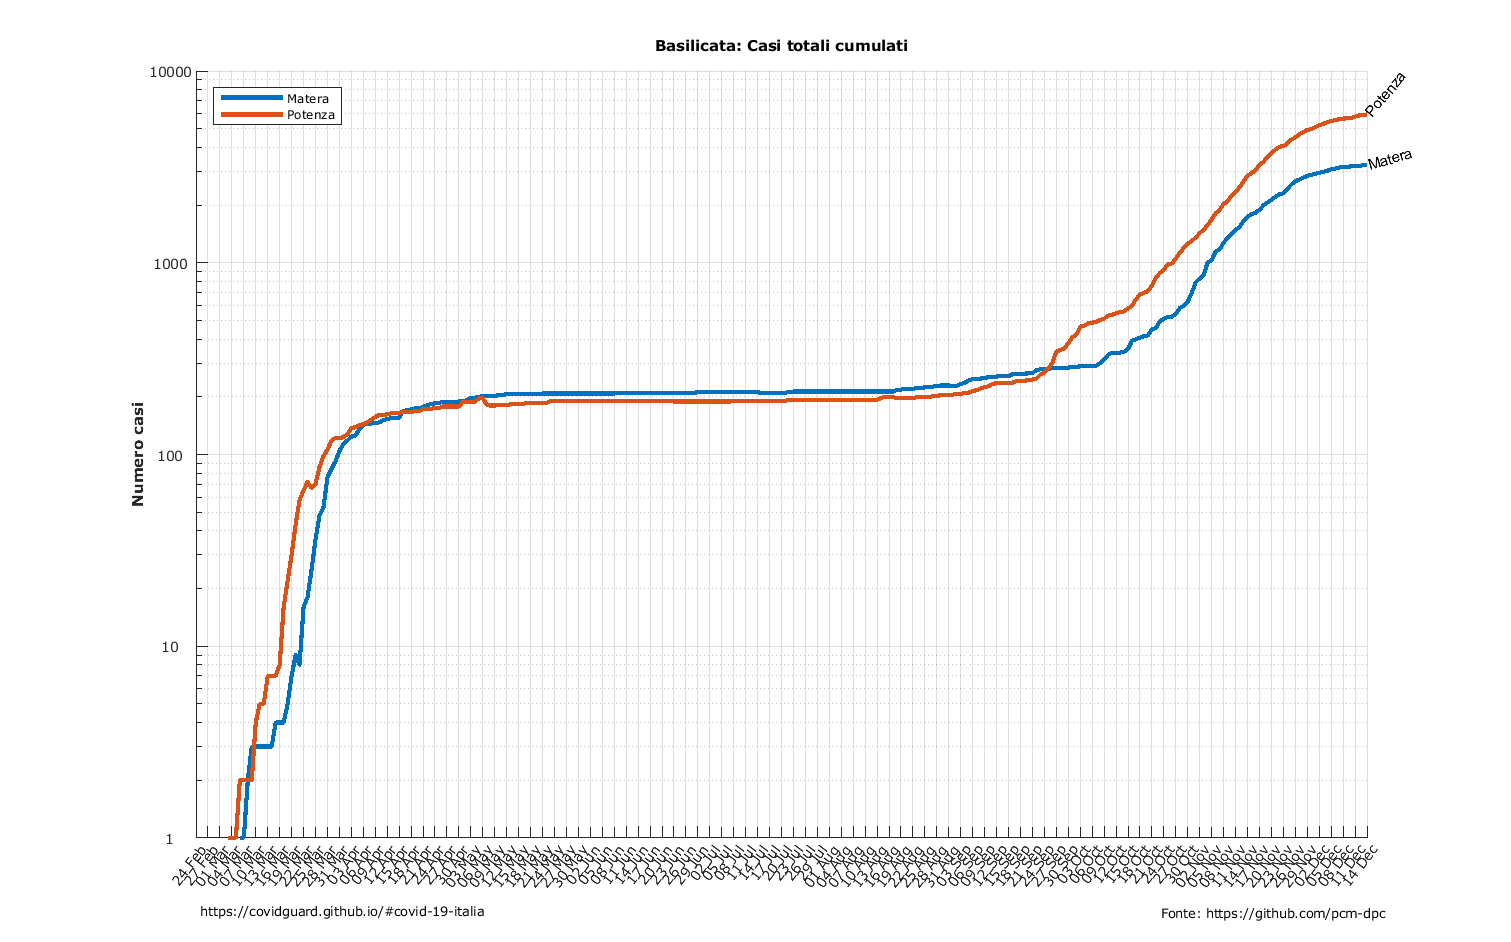 Basilicata: Casi totali cumulati
Matera
Potenza
Numero casi
10000
1000
100
10
1
Potenza
Matera
24 Feb
27 Feb
01 Mar
04 Mar
07 Mar
10 Mar
13 Mar
16 Mar
19 Mar
22 Mar
25 Mar
28 Mar
31 Mar
03 Apr
06 Apr
09 Apr
12 Apr
15 Apr
18 Apr
21 Apr
24 Apr
27 Apr
30 Apr
03 May
06 May
09 May
12 May
15 May
18 May
21 May
24 May
27 May
30 May
02 Jun
05 Jun
08 Jun
11 Jun
14 Jun
17 Jun
20 Jun
23 Jun
26 Jun
29 Jun
02 Jul
05 Jul
08 Jul
11 Jul
14 Jul
17 Jul
20 Jul
23 Jul
26 Jul
29 Jul
01 Aug
04 Aug
07 Aug
10 Aug
13 Aug
16 Aug
19 Aug
22 Aug
25 Aug
28 Aug
31 Aug
03 Sep
06 Sep
09 Sep
12 Sep
15 Sep
18 Sep
21 Sep
24 Sep
27 Sep
30 Sep
03 Oct
06 Oct
09 Oct
12 Oct
15 Oct
18 Oct
21 Oct
24 Oct
27 Oct
30 Oct
02 Nov
05 Nov
08 Nov
11 Nov
14 Nov
17 Nov
20 Nov
23 Nov
26 Nov
29 Nov
02 Dec
05 Dec
08 Dec
11 Dec
14 Dec
https://covidguard.github.io/#covid-19-italia
Fonte: https://github.com/pcm-dpc